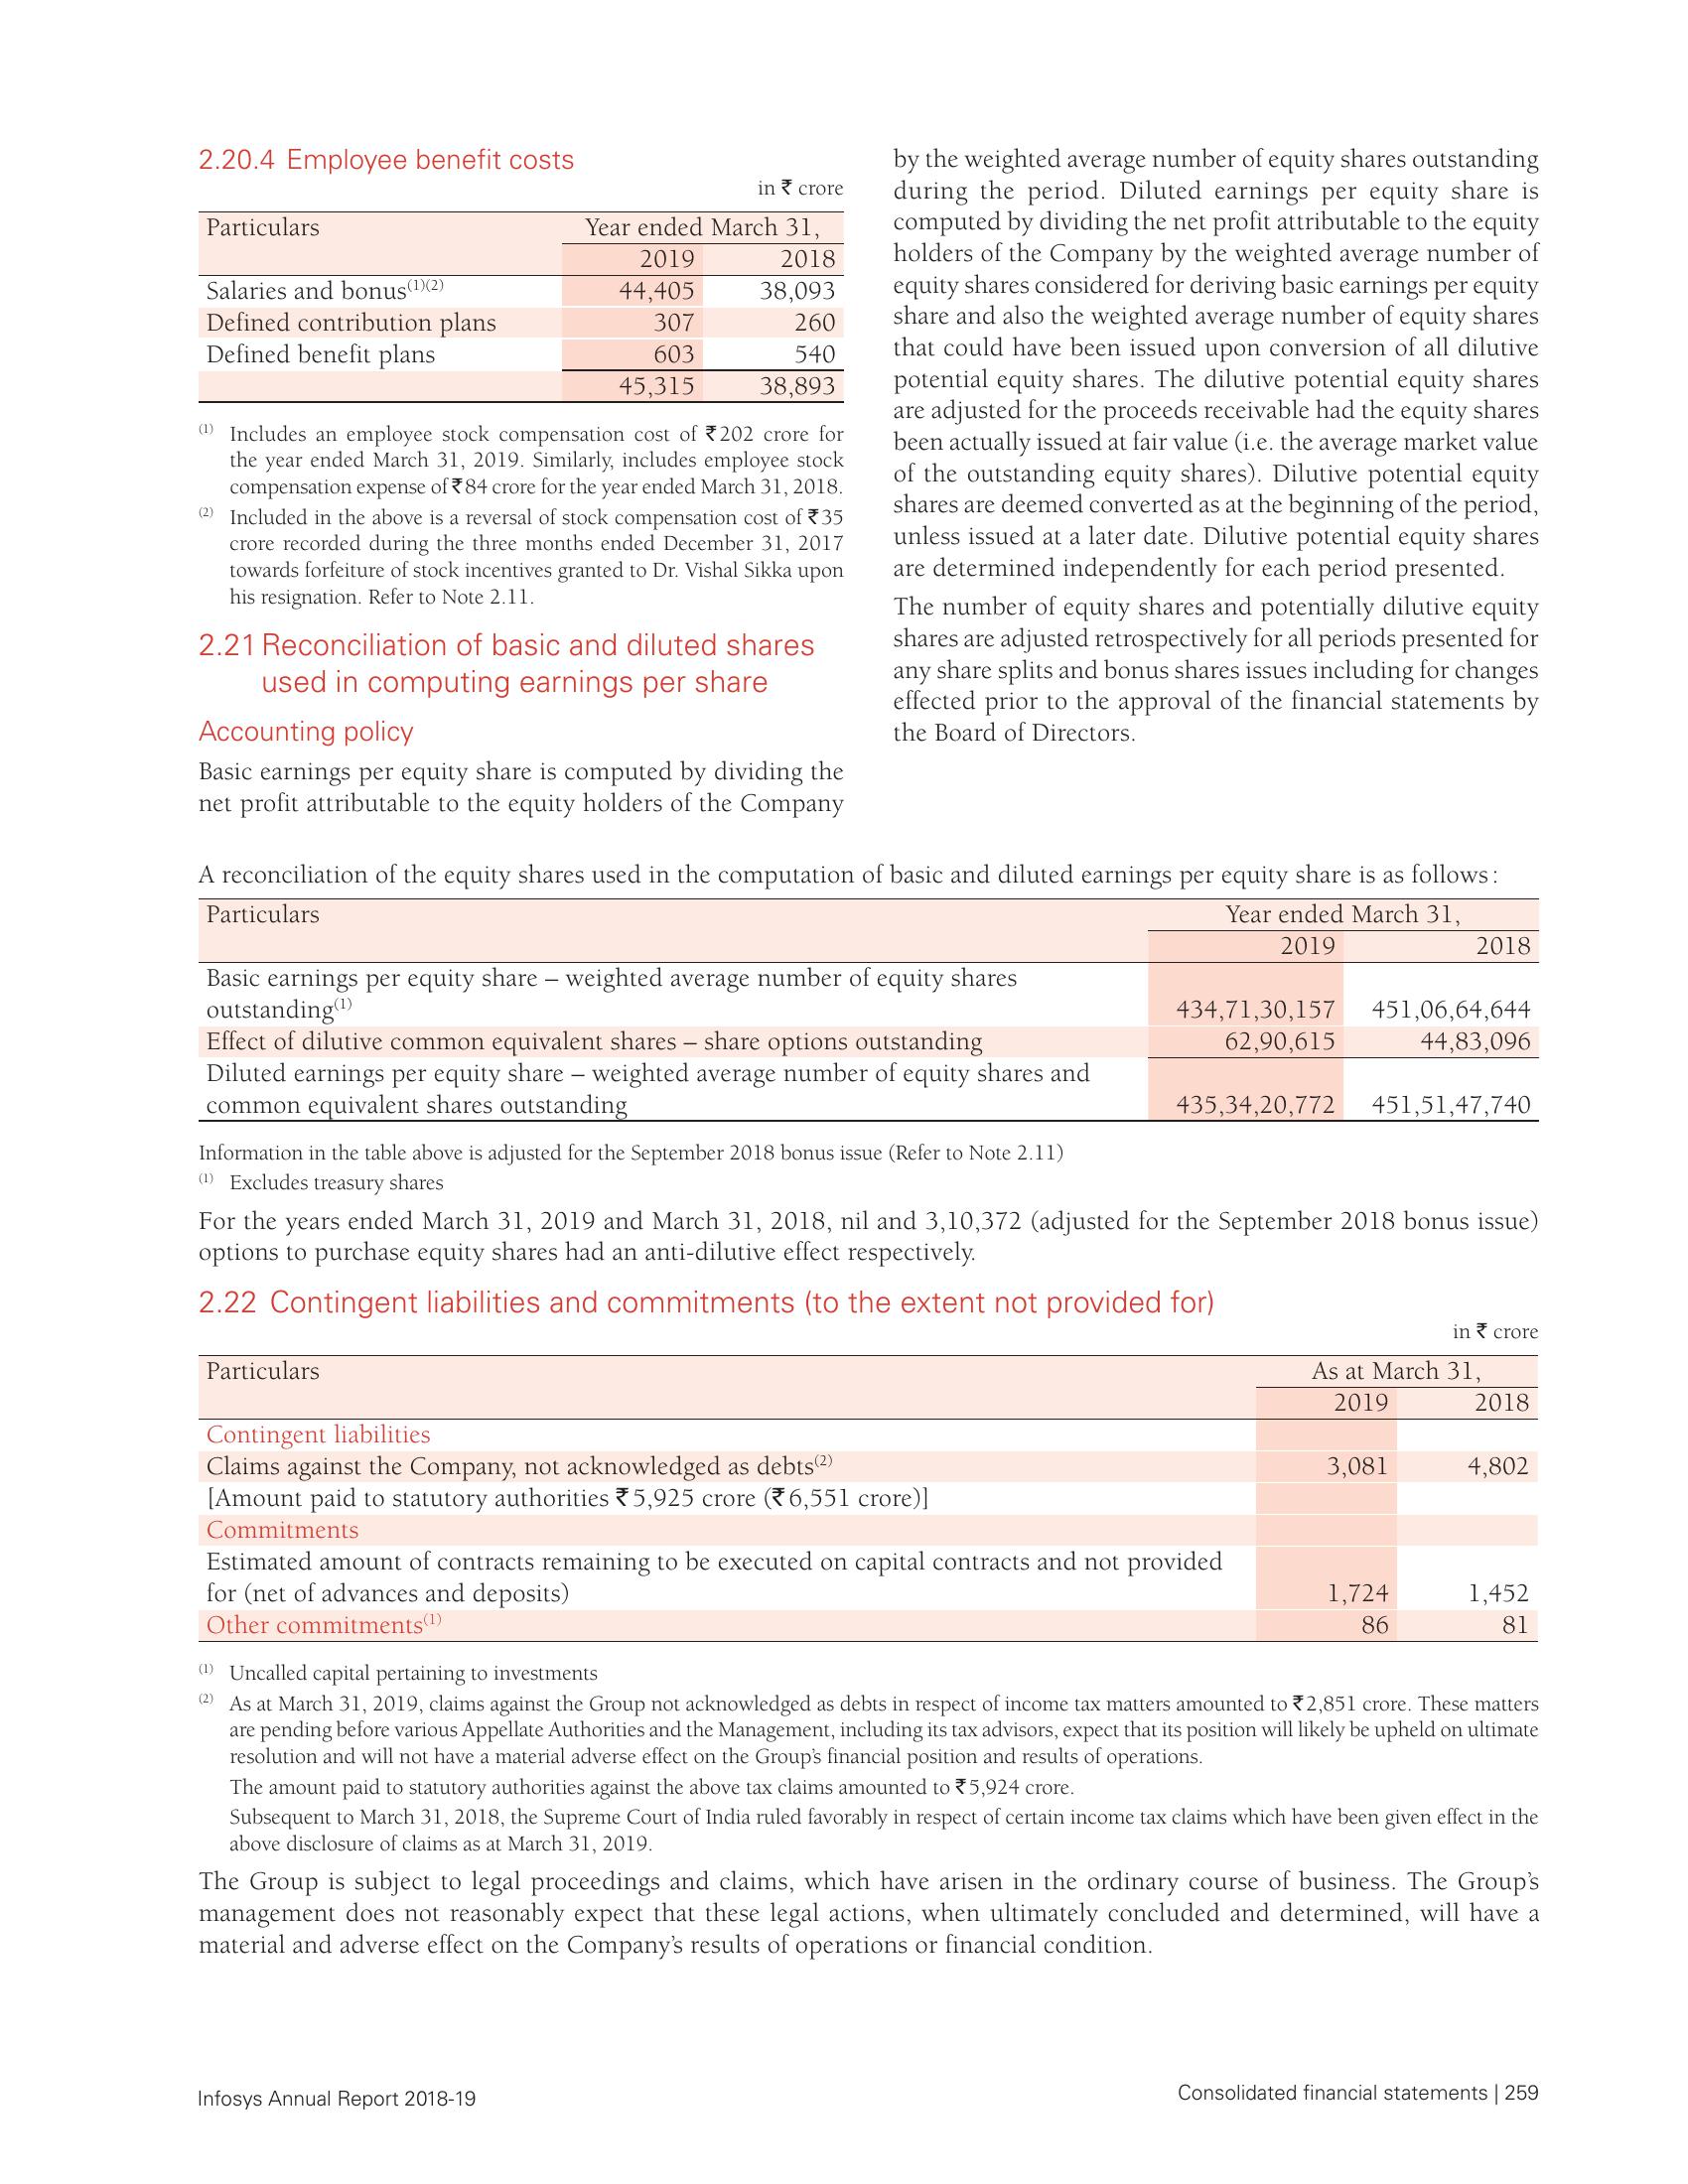 2.20.4 Employee benefit costs
in ₹ crore
Particulars Year ended March 31,
2019 2018
Salaries and bonus(1)(2) 44,405 38,093
Defined contribution plans 307 260
Defined benefit plans 603 540
45,315 38,893
(1) Includes an employee stock compensation cost of ₹202 crore for
the year ended March 31, 2019. Similarly, includes employee stock
compensation expense of ₹84 crore for the year ended March 31, 2018.
(2) Included in the above is a reversal of stock compensation cost of ₹35
crore recorded during the three months ended December 31, 2017
towards forfeiture of stock incentives granted to Dr. Vishal Sikka upon
his resignation. Refer to Note 2.11.
2.21 Reconciliation of basic and diluted shares
used in computing earnings per share
Accounting policy
Basic earnings per equity share is computed by dividing the
net profit attributable to the equity holders of the Company
by the weighted average number of equity shares outstanding
during the period. Diluted earnings per equity share is
computed by dividing the net profit attributable to the equity
holders of the Company by the weighted average number of
equity shares considered for deriving basic earnings per equity
share and also the weighted average number of equity shares
that could have been issued upon conversion of all dilutive
potential equity shares. The dilutive potential equity shares
are adjusted for the proceeds receivable had the equity shares
been actually issued at fair value (i.e. the average market value
of the outstanding equity shares). Dilutive potential equity
shares are deemed converted as at the beginning of the period,
unless issued at a later date. Dilutive potential equity shares
are determined independently for each period presented.
The number of equity shares and potentially dilutive equity
shares are adjusted retrospectively for all periods presented for
any share splits and bonus shares issues including for changes
effected prior to the approval of the financial statements by
the Board of Directors.
A reconciliation of the equity shares used in the computation of basic and diluted earnings per equity share is as follows:
Particulars Year ended March 31,
2019 2018
Basic earnings per equity share – weighted average number of equity shares
outstanding(1) 434,71,30,157 451,06,64,644
Effect of dilutive common equivalent shares – share options outstanding 62,90,615 44,83,096
Diluted earnings per equity share – weighted average number of equity shares and
common equivalent shares outstanding 435,34,20,772 451,51,47,740
Information in the table above is adjusted for the September 2018 bonus issue (Refer to Note 2.11)
(1) Excludes treasury shares
For the years ended March 31, 2019 and March 31, 2018, nil and 3,10,372 (adjusted for the September 2018 bonus issue)
options to purchase equity shares had an anti-dilutive effect respectively.
2.22 Contingent liabilities and commitments (to the extent not provided for)
in ₹ crore
Particulars As at March 31,
2019 2018
Contingent liabilities
Claims against the Company, not acknowledged as debts(2) 3,081 4,802
[Amount paid to statutory authorities ₹5,925 crore (₹6,551 crore)]
Commitments
Estimated amount of contracts remaining to be executed on capital contracts and not provided
for (net of advances and deposits) 1,724 1,452
Other commitments(1) 86 81
(1) Uncalled capital pertaining to investments
(2) As at March 31, 2019, claims against the Group not acknowledged as debts in respect of income tax matters amounted to ₹2,851 crore. These matters
are pending before various Appellate Authorities and the Management, including its tax advisors, expect that its position will likely be upheld on ultimate
resolution and will not have a material adverse effect on the Group's financial position and results of operations.
The amount paid to statutory authorities against the above tax claims amounted to ₹5,924 crore.
Subsequent to March 31, 2018, the Supreme Court of India ruled favorably in respect of certain income tax claims which have been given effect in the
above disclosure of claims as at March 31, 2019.
The Group is subject to legal proceedings and claims, which have arisen in the ordinary course of business. The Group's
management does not reasonably expect that these legal actions, when ultimately concluded and determined, will have a
material and adverse effect on the Company's results of operations or financial condition.
Infosys Annual Report 2018-19
Consolidated financial statements | 259